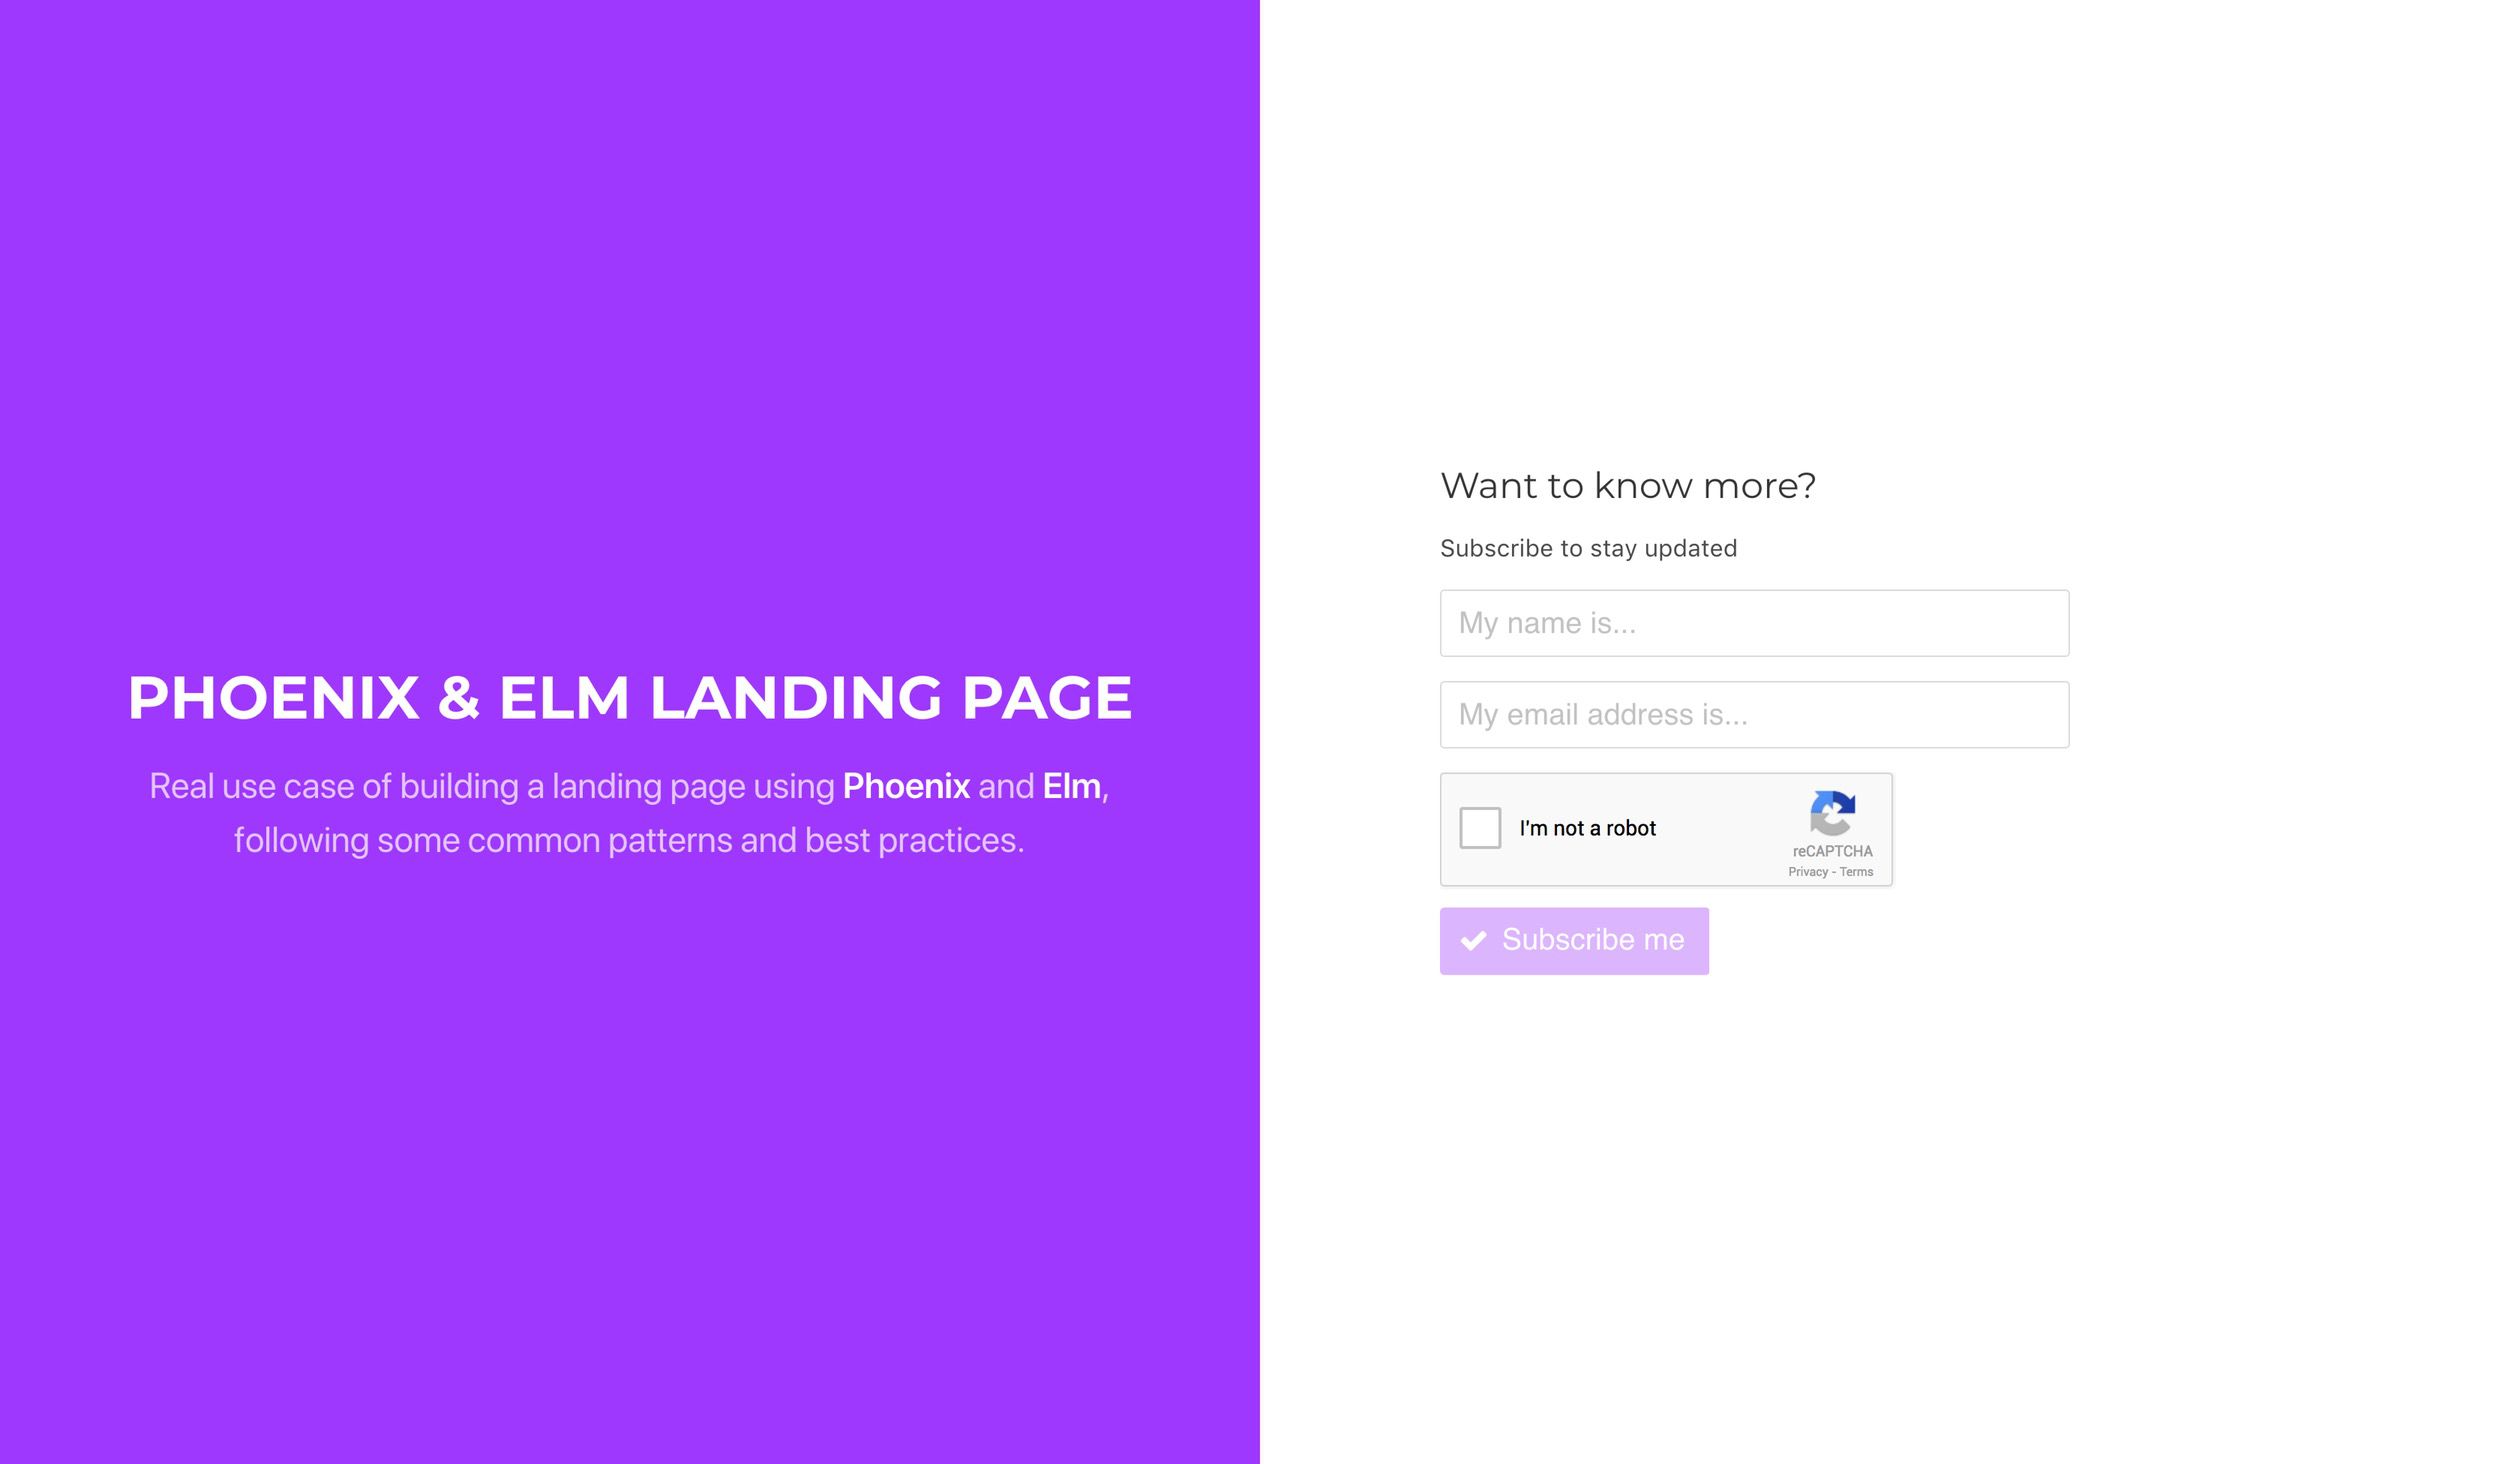 PHOENIX & ELM LANDING PAGE
Real use case of building a landing page using Phoenix and Elm,
following some common patterns and best practices.
Want to know more?
Subscribe to stay updated
My name is...
My email address is...
I'm not a robot
reCAPTCHA
Privacy - Terms
Subscribe me